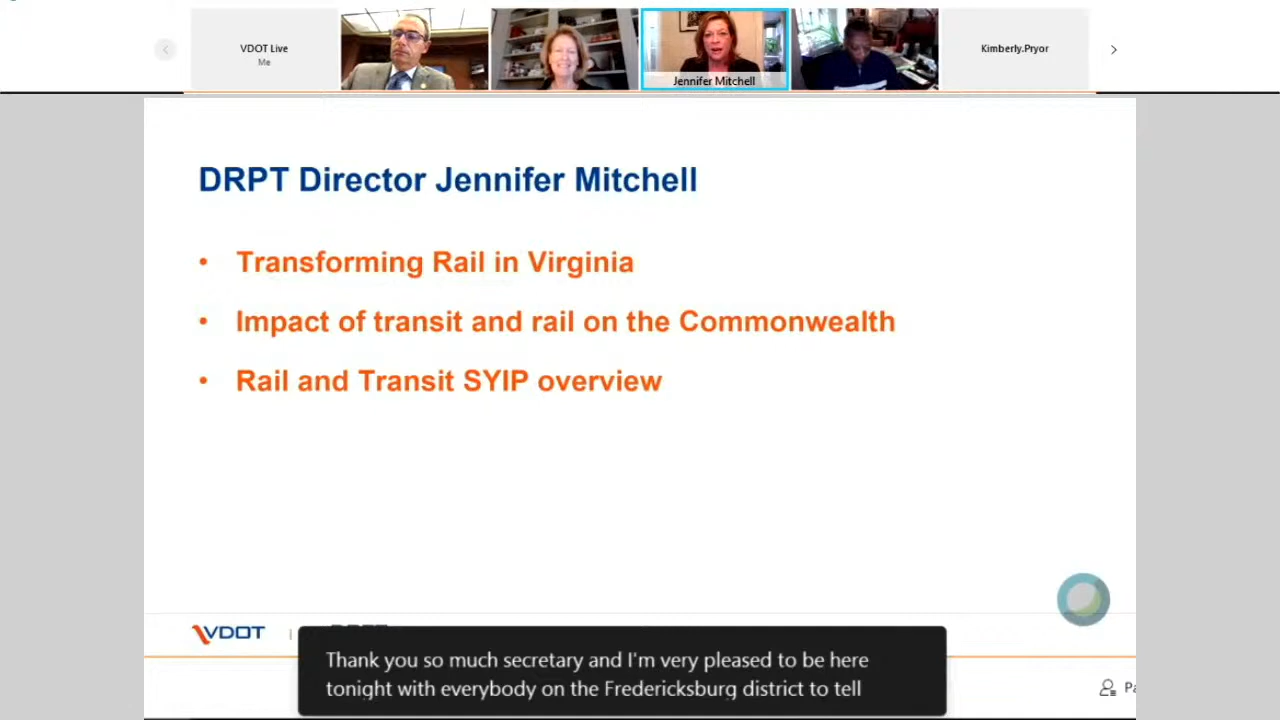 VDOT Live
Me
Jennifer Mitchell
Kimberly.Pryor
DRPT Director Jennifer Mitchell
• Transforming Rail in Virginia
• Impact of transit and rail on the Commonwealth
• Rail and Transit SYIP overview
VDOT
Thank you so much secretary and I'm very pleased to be here
tonight with everybody on the Fredericksburg district to tell